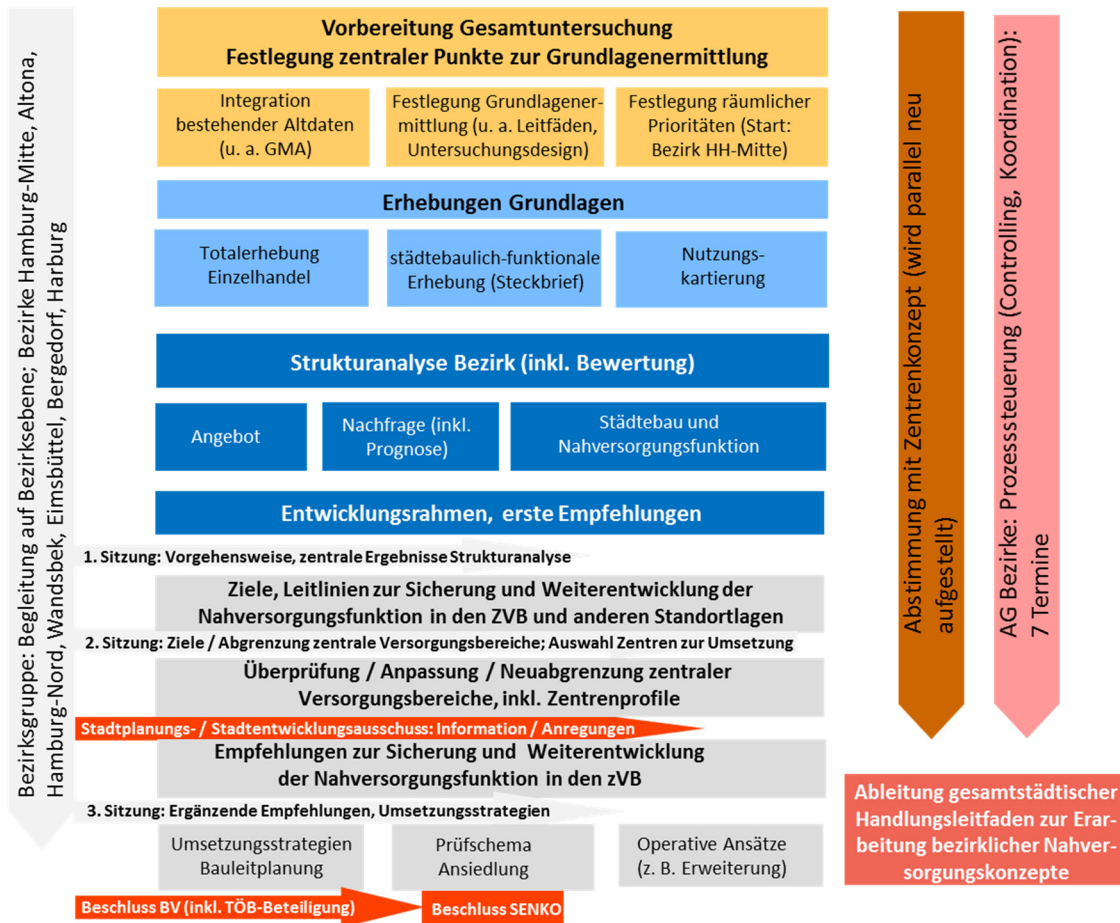 Vorbereitung Gesamtuntersuchung
Festlegung zentraler Punkte zur Grundlagenermittlung
Integration
bestehender Altdaten
(u. a. GMA)
Festlegung Grundlagener-
mittlung (u. a. Leitfäden,
Untersuchungsdesign)
Festlegung räumlicher
Prioritäten (Start:
Bezirk HH-Mitte)
Erhebungen Grundlagen
Totalerhebung
Einzelhandel
städtebaulich-funktionale
Erhebung (Steckbrief)
Nutzungs-
kartierung
Strukturanalyse Bezirk (inkl. Bewertung)
Angebot
Nachfrage (inkl.
Prognose)
Städtebau und
Nahversorgungsfunktion
Entwicklungsrahmen, erste Empfehlungen
1. Sitzung: Vorgehensweise, zentrale Ergebnisse Strukturanalyse
Ziele, Leitlinien zur Sicherung und Weiterentwicklung der
Nahversorgungsfunktion in den ZVB und anderen Standortlagen
2. Sitzung: Ziele / Abgrenzung zentrale Versorgungsbereiche; Auswahl Zentren zur Umsetzung
Überprüfung / Anpassung / Neuabgrenzung zentraler
Versorgungsbereiche, inkl. Zentrenprofile
Stadtplanungs- / Stadtentwicklungsausschuss: Information / Anregungen
Empfehlungen zur Sicherung und Weiterentwicklung
der Nahversorgungsfunktion in den zVB
3. Sitzung: Ergänzende Empfehlungen, Umsetzungsstrategien
Umsetzungsstrategien
Bauleitplanung
Prüfschema
Ansiedlung
Operative Ansätze
(z. B. Erweiterung)
Beschluss BV (inkl. TÖB-Beteiligung)
Beschluss SENKO
Bezirksgruppe: Begleitung auf Bezirksebene; Bezirke Hamburg-Mitte, Altona,
Hamburg-Nord, Wandsbek, Eimsbüttel, Bergedorf, Harburg
Abstimmung mit Zentrenkonzept (wird parallel neu
aufgestellt)
AG Bezirke: Prozesssteuerung (Controlling, Koordination):
7 Termine
Ableitung gesamtstädtischer
Handlungsleitfaden zur Erar-
beitung bezirklicher Nahver-
sorgungskonzepte